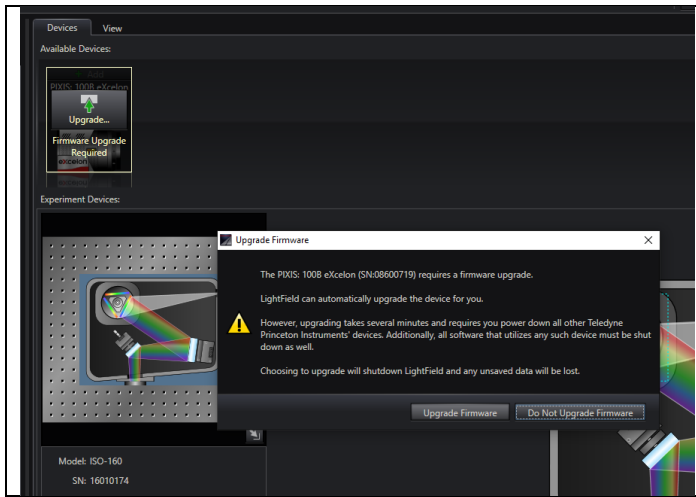 Devices View
Available Devices:
Add
PIXIS: 100B eXcelon
Upgrade...
Firmware Upgrade
Required
excelon
Experiment Devices:
Upgrade Firmware
The PIXIS: 100B eXcelon (SN:08600719) requires a firmware upgrade.
LightField can automatically upgrade the device for you.
However, upgrading takes several minutes and requires you power down all other Teledyne
Princeton Instruments' devices. Additionally, all software that utilizes any such device must be shut
down as well.
Choosing to upgrade will shutdown LightField and any unsaved data will be lost.
Upgrade Firmware Do Not Upgrade Firmware
Model: ISO-160
SN: 16010174